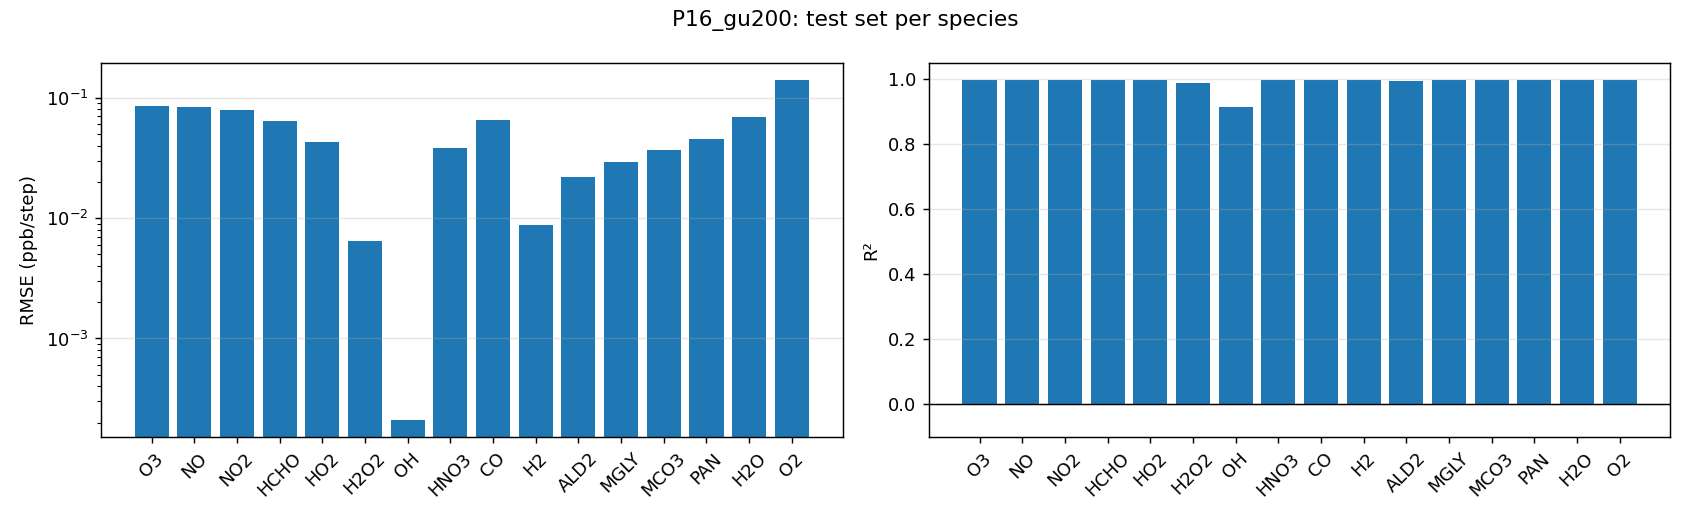 P16_gu200: test set per species
RMSE (ppb/step)
10⁻¹
10⁻²
10⁻³
O3 NO NO2 HCHO HO2 H2O2 OH HNO3 CO H2 ALD2 MGLY MCO3 PAN H2O O2
R²
1.0
0.8
0.6
0.4
0.2
0.0
O3 NO NO2 HCHO HO2 H2O2 OH HNO3 CO H2 ALD2 MGLY MCO3 PAN H2O O2